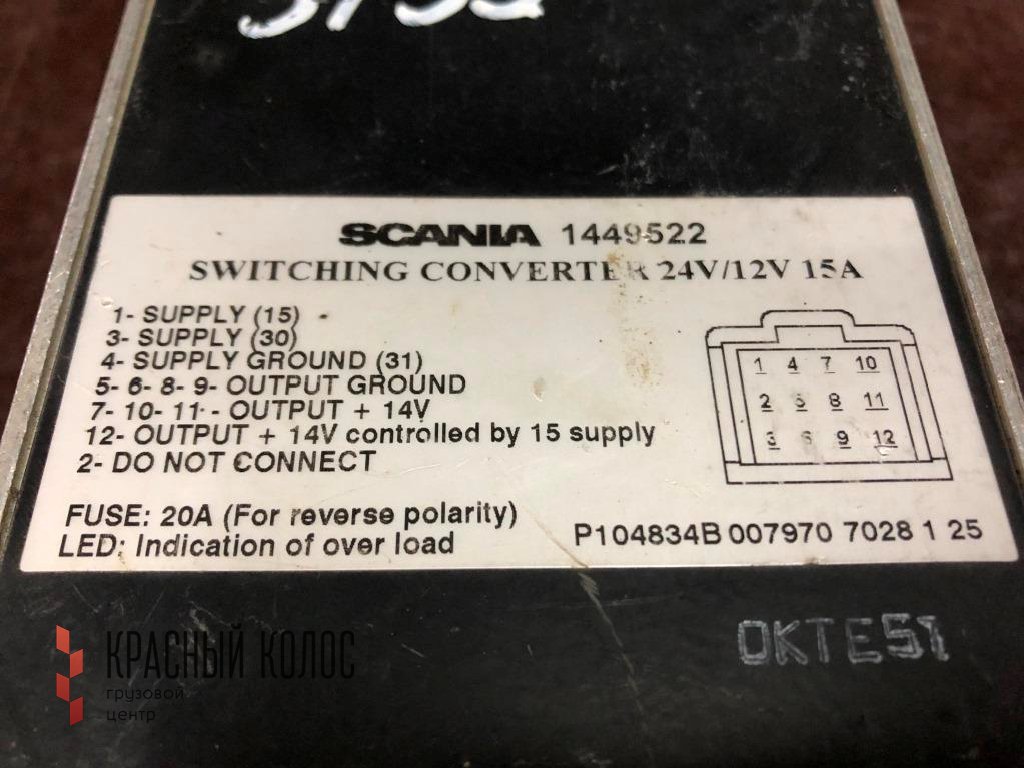 SCANIA 1449522
SWITCHING CONVERTER 24V/12V 15A
1- SUPPLY (15)
3- SUPPLY (30)
4- SUPPLY GROUND (31)
5- 6- 8- 9- OUTPUT GROUND
7- 10- 11- - OUTPUT + 14V
12- OUTPUT + 14V controlled by 15 supply
2- DO NOT CONNECT
FUSE: 20A (For reverse polarity)
LED: Indication of over load
1 4 7 10
2 5 8 11
3 6 9 12
P104834B 007970 7028 1 25
OKTEST
КРАСНЫЙ КОЛОС
грузовой
центр